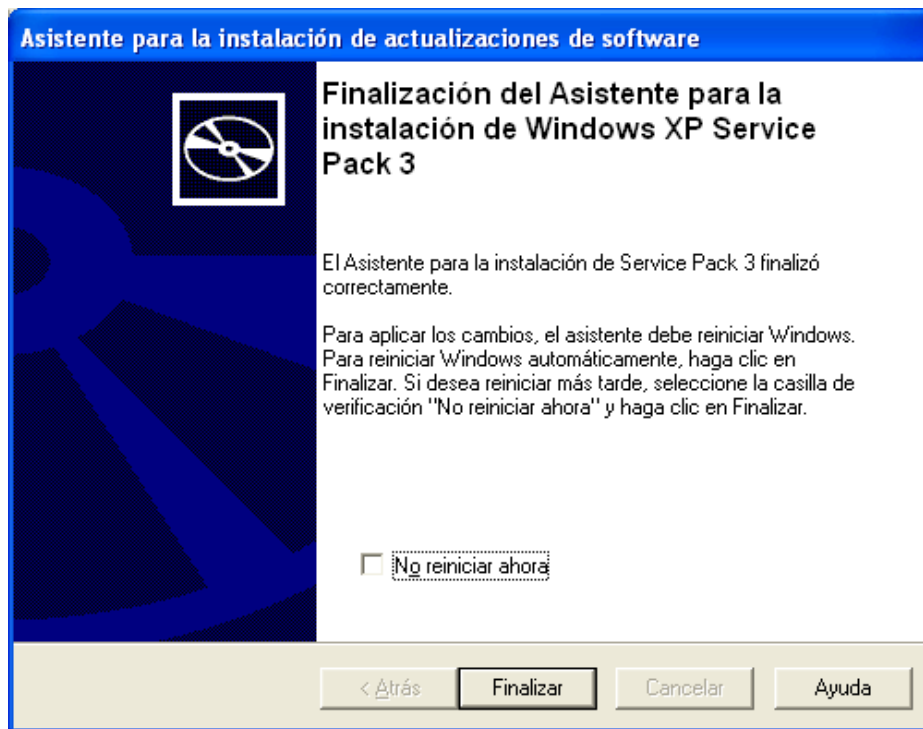 Asistente para la instalación de actualizaciones de software
Finalización del Asistente para la
instalación de Windows XP Service
Pack 3
El Asistente para la instalación de Service Pack 3 finalizó
correctamente.
Para aplicar los cambios, el asistente debe reiniciar Windows.
Para reiniciar Windows automáticamente, haga clic en
Finalizar. Si desea reiniciar más tarde, seleccione la casilla de
verificación "No reiniciar ahora" y haga clic en Finalizar.
No reiniciar ahora
< Atrás Finalizar Cancelar Ayuda